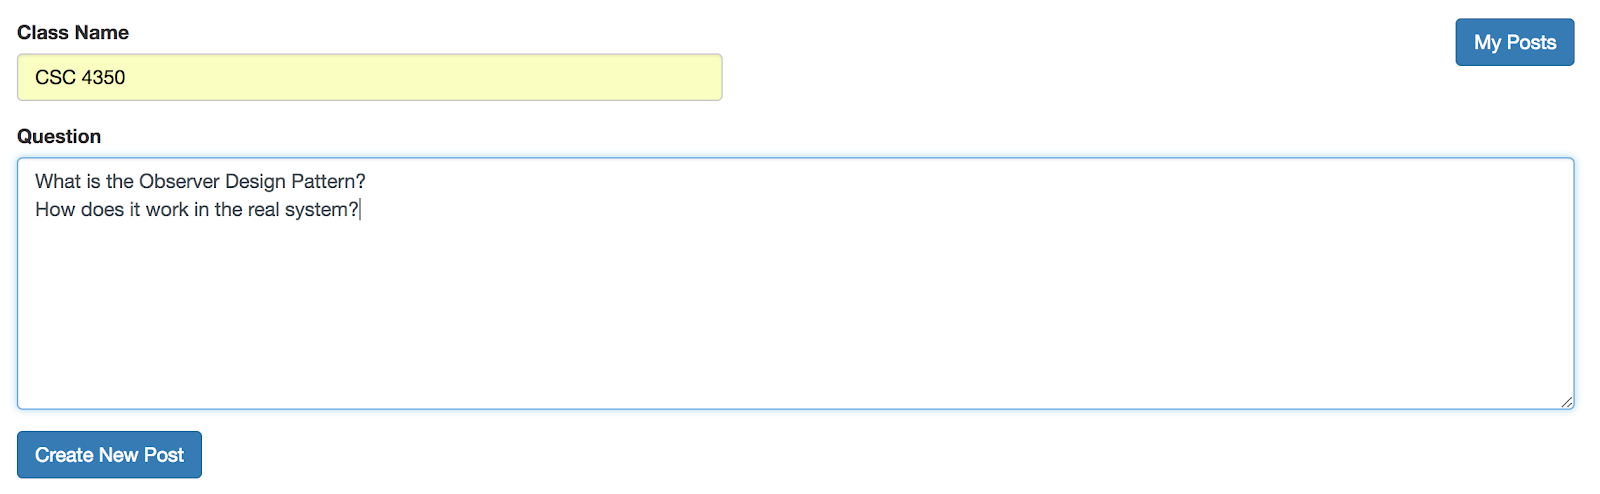 Class Name
My Posts
CSC 4350
Question
What is the Observer Design Pattern?
How does it work in the real system?
Create New Post